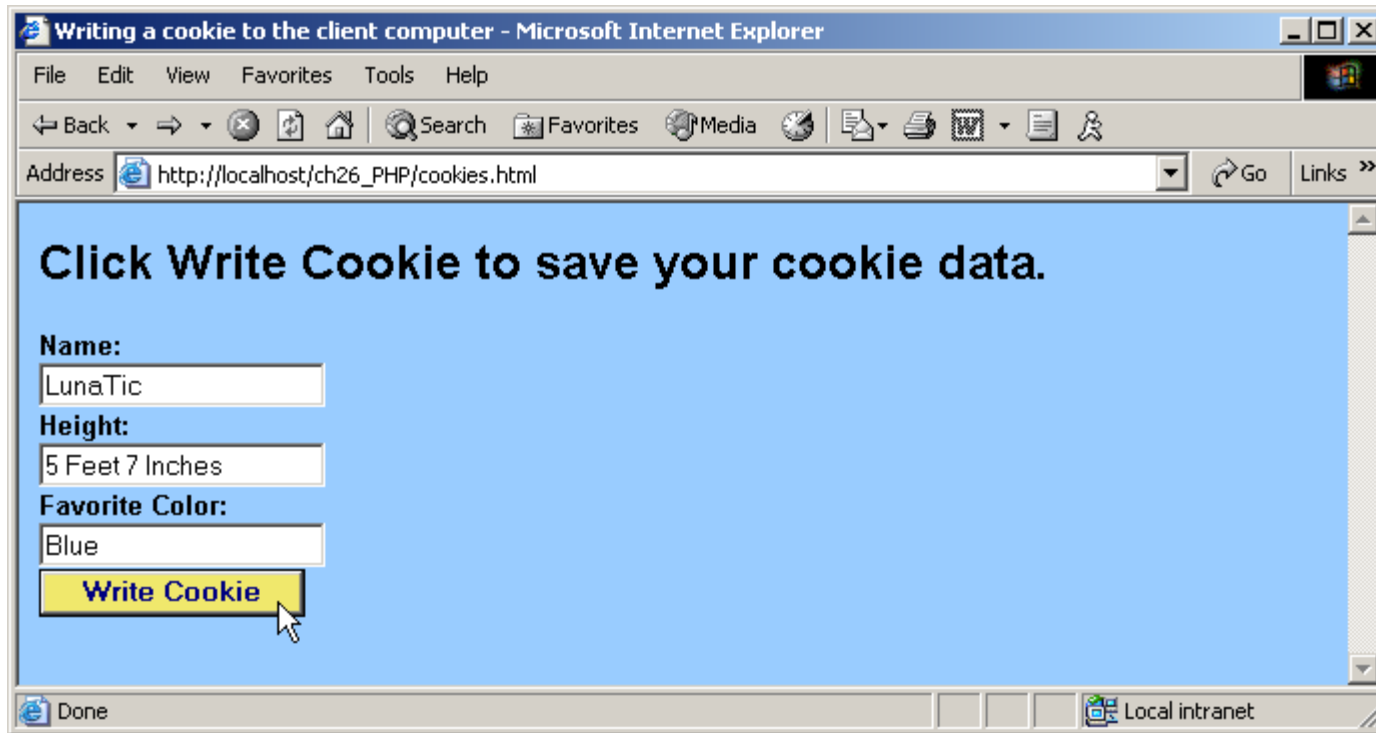 Writing a cookie to the client computer - Microsoft Internet Explorer
File Edit View Favorites Tools Help
Back Search Favorites Media
Address http://localhost/ch26_PHP/cookies.html Go Links »
Click Write Cookie to save your cookie data.
Name:
LunaTic
Height:
5 Feet 7 Inches
Favorite Color:
Blue
Write Cookie
Done Local intranet